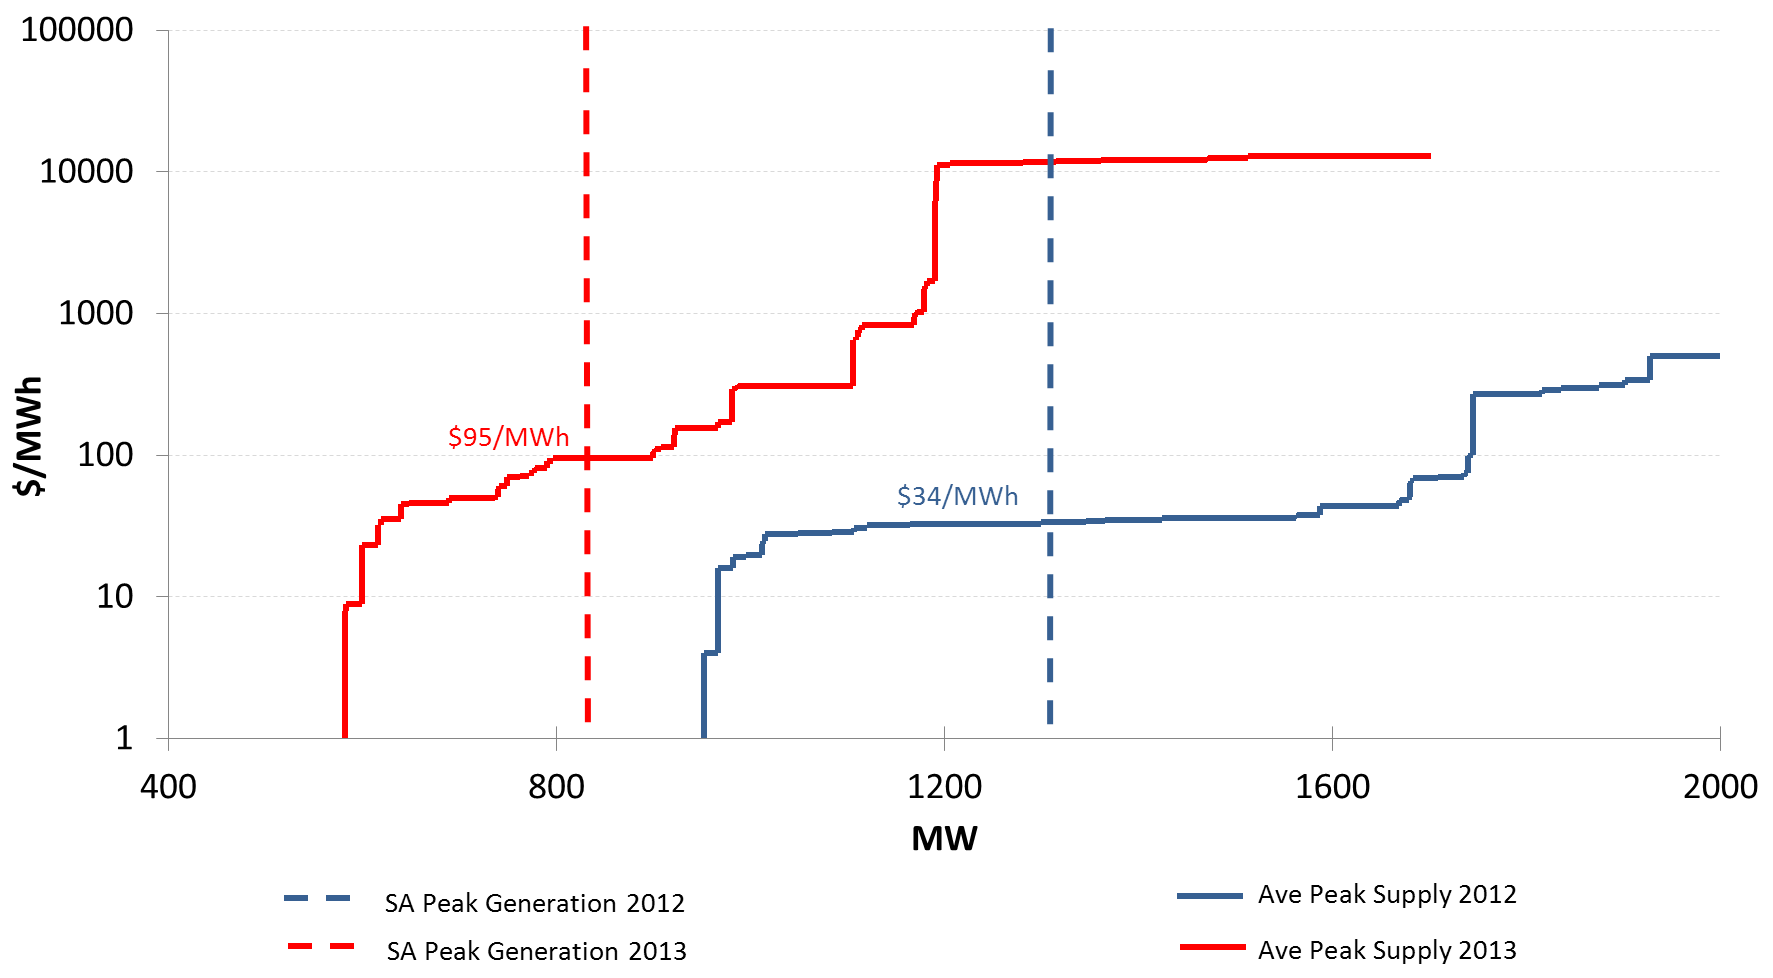 100000
10000
1000
100
10
1
$/MWh
$95/MWh
$34/MWh
400
800
1200
1600
2000
MW
SA Peak Generation 2012
SA Peak Generation 2013
Ave Peak Supply 2012
Ave Peak Supply 2013